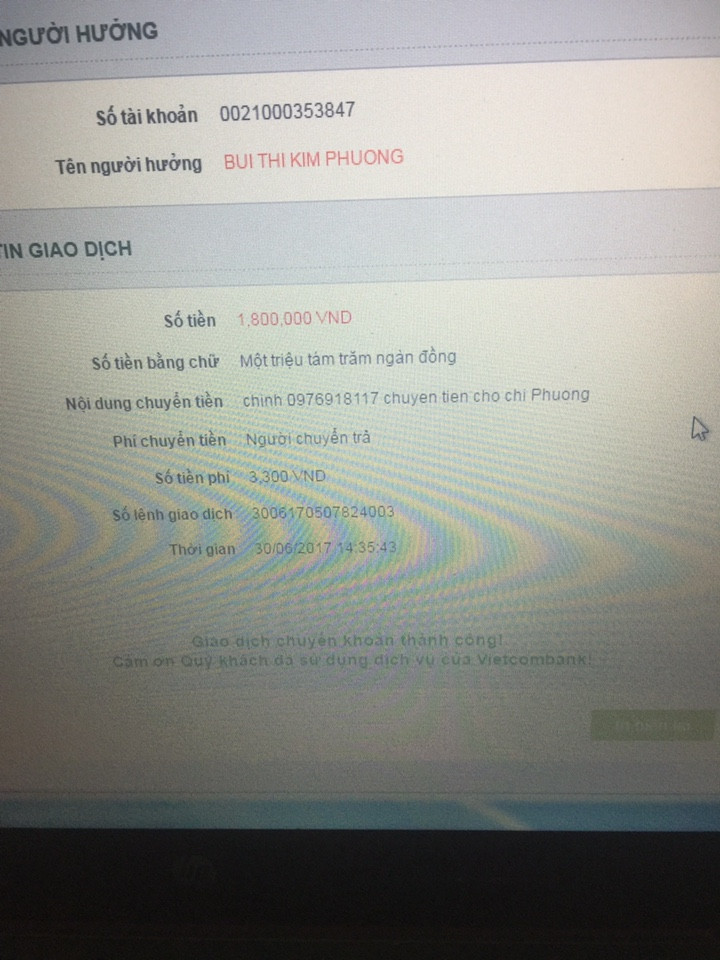 NGƯỜI HƯỞNG
Số tài khoản 0021000353847
Tên người hưởng BUI THI KIM PHUONG
TIN GIAO DỊCH
Số tiền 1,800,000 VND
Số tiền bằng chữ Một triệu tám trăm ngàn đồng
Nội dung chuyển tiền chinh 0976918117 chuyen tien cho chi Phuong
Phí chuyển tiền Người chuyển trả
Số tiền phí 3,300 VND
Số lệnh giao dịch 3006170507824003
Thời gian 30/06/2017 14:35:43
Giao dịch chuyển khoản thành công!
Cảm ơn Quý khách đã sử dụng dịch vụ của Vietcombank!